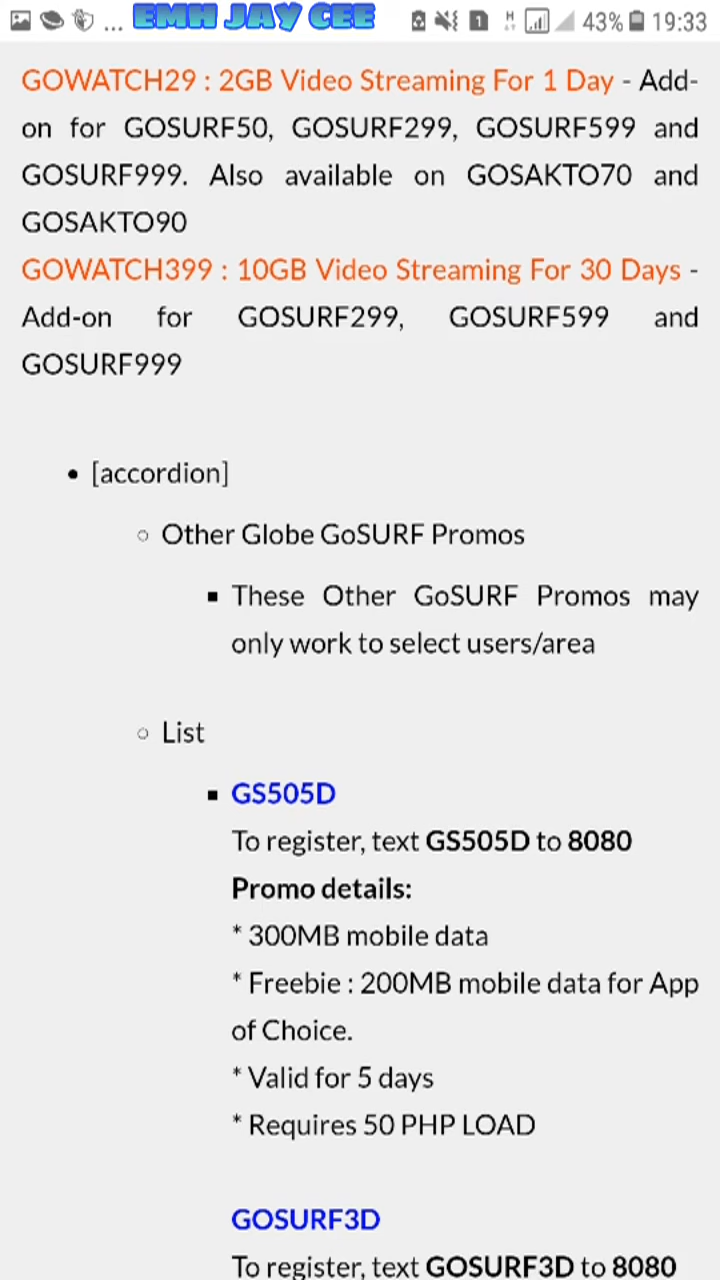 ... EMH JAY CEE 1 H 43% 19:33
GOWATCH29 : 2GB Video Streaming For 1 Day - Add-
on for GOSURF50, GOSURF299, GOSURF599 and
GOSURF999. Also available on GOSAKTO70 and
GOSAKTO90
GOWATCH399 : 10GB Video Streaming For 30 Days -
Add-on for GOSURF299, GOSURF599 and
GOSURF999
• [accordion]
○ Other Globe GoSURF Promos
▪ These Other GoSURF Promos may
only work to select users/area
○ List
▪ GS505D
To register, text GS505D to 8080
Promo details:
* 300MB mobile data
* Freebie : 200MB mobile data for App
of Choice.
* Valid for 5 days
* Requires 50 PHP LOAD
GOSURF3D
To register, text GOSURF3D to 8080